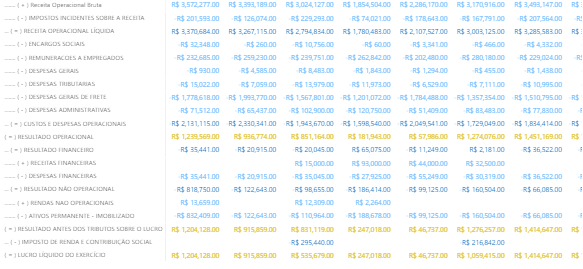 ....... ( + ) Receita Operacional Bruta R$ 3,572,277.00 R$ 3,393,189.00 R$ 3,024,127.00 R$ 1,854,504.00 R$ 2,286,170.00 R$ 3,170,916.00 R$ 3,493,147.00 R$
....... ( - ) IMPOSTOS INCIDENTES SOBRE A RECEITA -R$ 201,593.00 -R$ 126,074.00 -R$ 229,293.00 -R$ 74,021.00 -R$ 178,643.00 -R$ 167,791.00 -R$ 207,564.00
... ( = ) RECEITA OPERACIONAL LÍQUIDA R$ 3,370,684.00 R$ 3,267,115.00 R$ 2,794,834.00 R$ 1,780,483.00 R$ 2,107,527.00 R$ 3,003,125.00 R$ 3,285,583.00 R$
....... ( - ) ENCARGOS SOCIAIS -R$ 32,348.00 -R$ 260.00 -R$ 10,756.00 -R$ 60.00 -R$ 3,341.00 -R$ 466.00 -R$ 4,332.00
....... ( - ) REMUNERACOES A EMPREGADOS -R$ 232,685.00 -R$ 259,230.00 -R$ 239,751.00 -R$ 262,842.00 -R$ 202,480.00 -R$ 280,180.00 -R$ 229,024.00
....... ( - ) DESPESAS GERAIS -R$ 930.00 -R$ 4,585.00 -R$ 8,483.00 -R$ 1,843.00 -R$ 1,294.00 -R$ 455.00 -R$ 1,438.00
....... ( - ) DESPESAS TRIBUTARIAS -R$ 15,022.00 -R$ 7,059.00 -R$ 13,979.00 -R$ 11,973.00 -R$ 6,529.00 -R$ 7,111.00 -R$ 10,995.00
....... ( - ) DESPESAS GERAIS DE FRETE -R$ 1,778,618.00 -R$ 1,993,770.00 -R$ 1,567,801.00 -R$ 1,201,072.00 -R$ 1,784,488.00 -R$ 1,357,354.00 -R$ 1,510,795.00
....... ( - ) DESPESAS ADMINISTRATIVAS -R$ 71,512.00 -R$ 65,437.00 -R$ 102,900.00 -R$ 120,750.00 -R$ 51,409.00 -R$ 83,483.00 -R$ 77,830.00
... ( = ) CUSTOS E DESPESAS OPERACIONAIS -R$ 2,131,115.00 -R$ 2,330,341.00 -R$ 1,943,670.00 -R$ 1,598,540.00 -R$ 2,049,541.00 -R$ 1,729,049.00 -R$ 1,834,414.00
( = ) RESULTADO OPERACIONAL R$ 1,239,569.00 R$ 936,774.00 R$ 851,164.00 R$ 181,943.00 R$ 57,986.00 R$ 1,274,076.00 R$ 1,451,169.00
... ( = ) RESULTADO FINANCEIRO -R$ 35,441.00 -R$ 20,915.00 -R$ 20,045.00 R$ 65,075.00 -R$ 11,249.00 R$ 2,181.00 -R$ 36,522.00
....... ( + ) RECEITAS FINANCEIRAS R$ 15,000.00 R$ 93,000.00 R$ 44,000.00 R$ 32,500.00
....... ( - ) DESPESAS FINANCEIRAS -R$ 35,441.00 -R$ 20,915.00 -R$ 35,045.00 -R$ 27,925.00 -R$ 55,249.00 -R$ 30,319.00 -R$ 36,522.00
... ( = ) RESULTADO NÃO OPERACIONAL -R$ 818,750.00 -R$ 122,643.00 -R$ 98,655.00 -R$ 186,414.00 -R$ 99,125.00 -R$ 160,504.00 -R$ 66,085.00
....... ( + ) RENDAS NAO OPERACIONAIS R$ 13,659.00 R$ 12,309.00 R$ 2,264.00
....... ( - ) ATIVOS PERMANENTE - IMOBILIZADO -R$ 832,409.00 -R$ 122,643.00 -R$ 110,964.00 -R$ 188,678.00 -R$ 99,125.00 -R$ 160,504.00 -R$ 66,085.00
( = ) RESULTADO ANTES DOS TRIBUTOS SOBRE O LUCRO R$ 1,204,128.00 R$ 915,859.00 R$ 831,119.00 R$ 247,018.00 R$ 46,737.00 R$ 1,276,257.00 R$ 1,414,647.00
... ( - ) IMPOSTO DE RENDA E CONTRIBUIÇÃO SOCIAL -R$ 295,440.00 -R$ 216,842.00
( = ) LUCRO LÍQUIDO DO EXERCÍCIO R$ 1,204,128.00 R$ 915,859.00 R$ 535,679.00 R$ 247,018.00 R$ 46,737.00 R$ 1,059,415.00 R$ 1,414,647.00